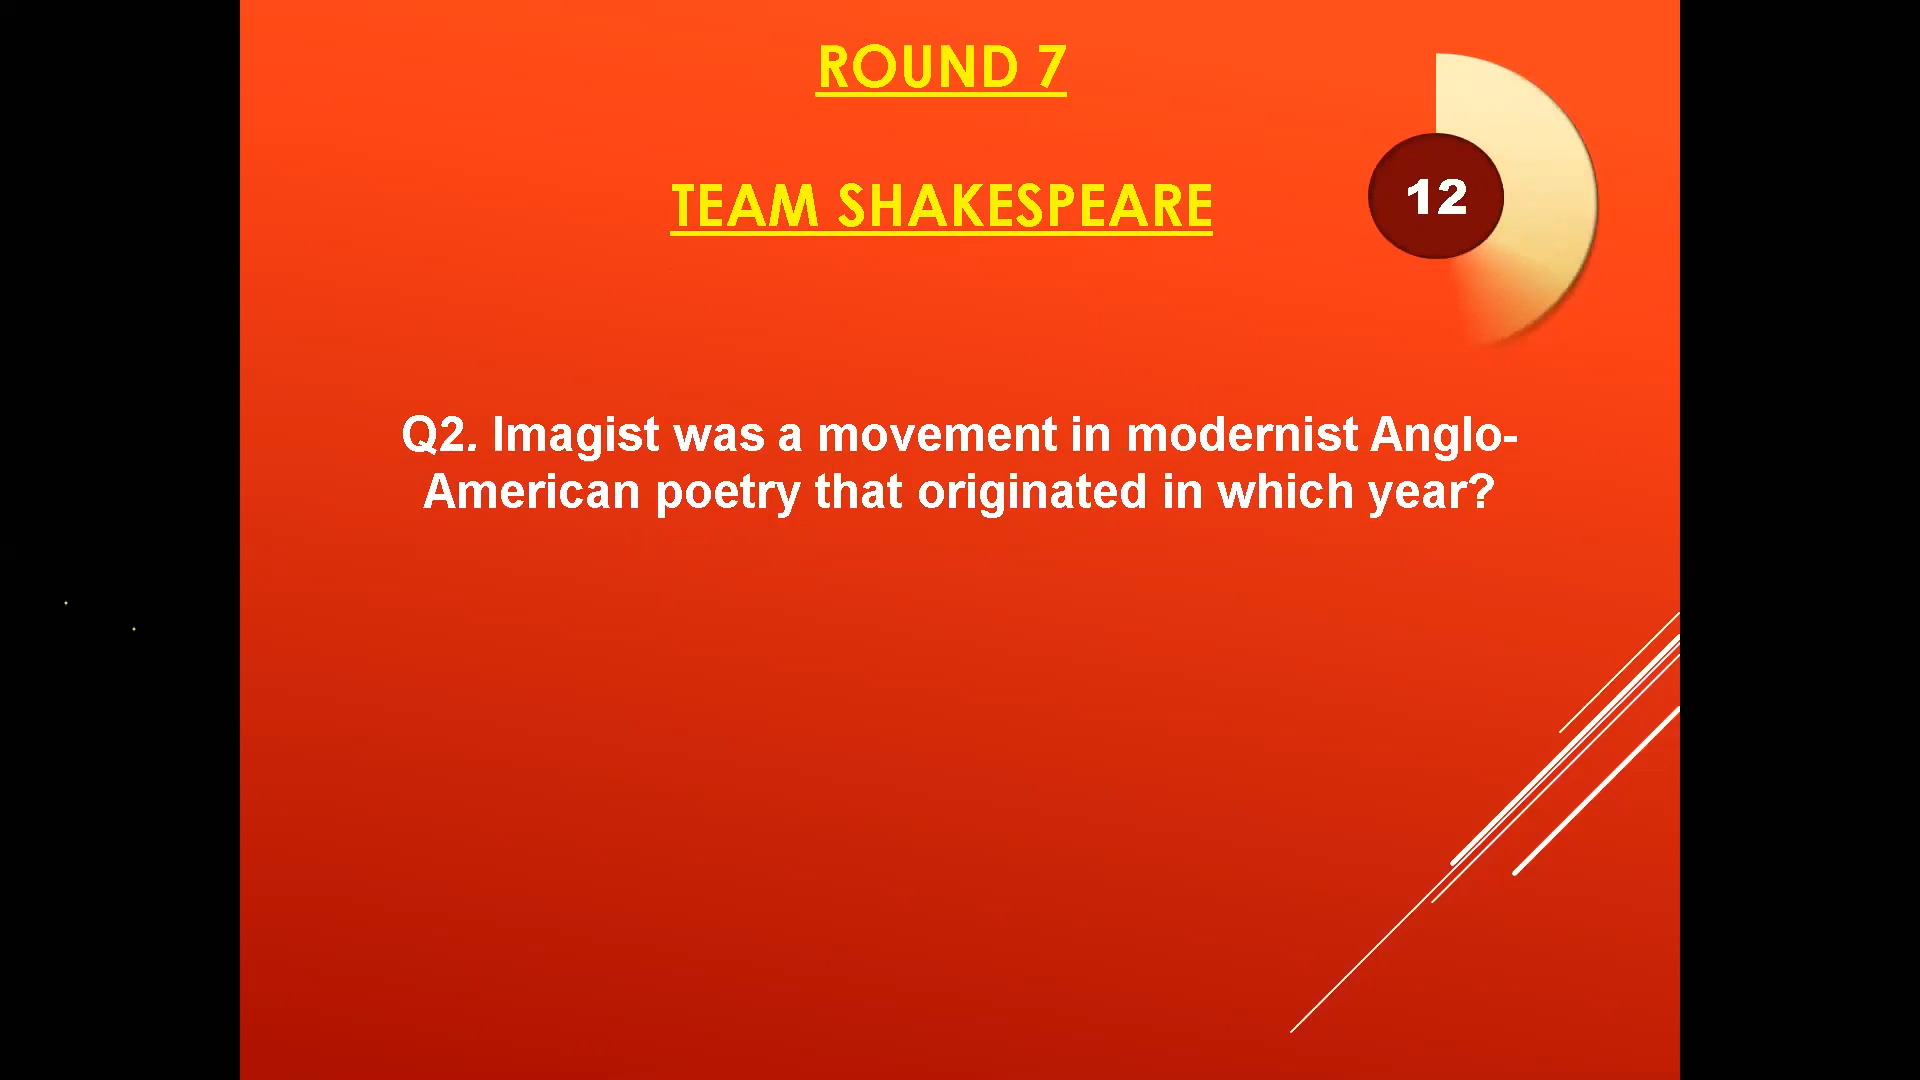 ROUND 7
TEAM SHAKESPEARE
12
Q2. Imagist was a movement in modernist Anglo-
American poetry that originated in which year?